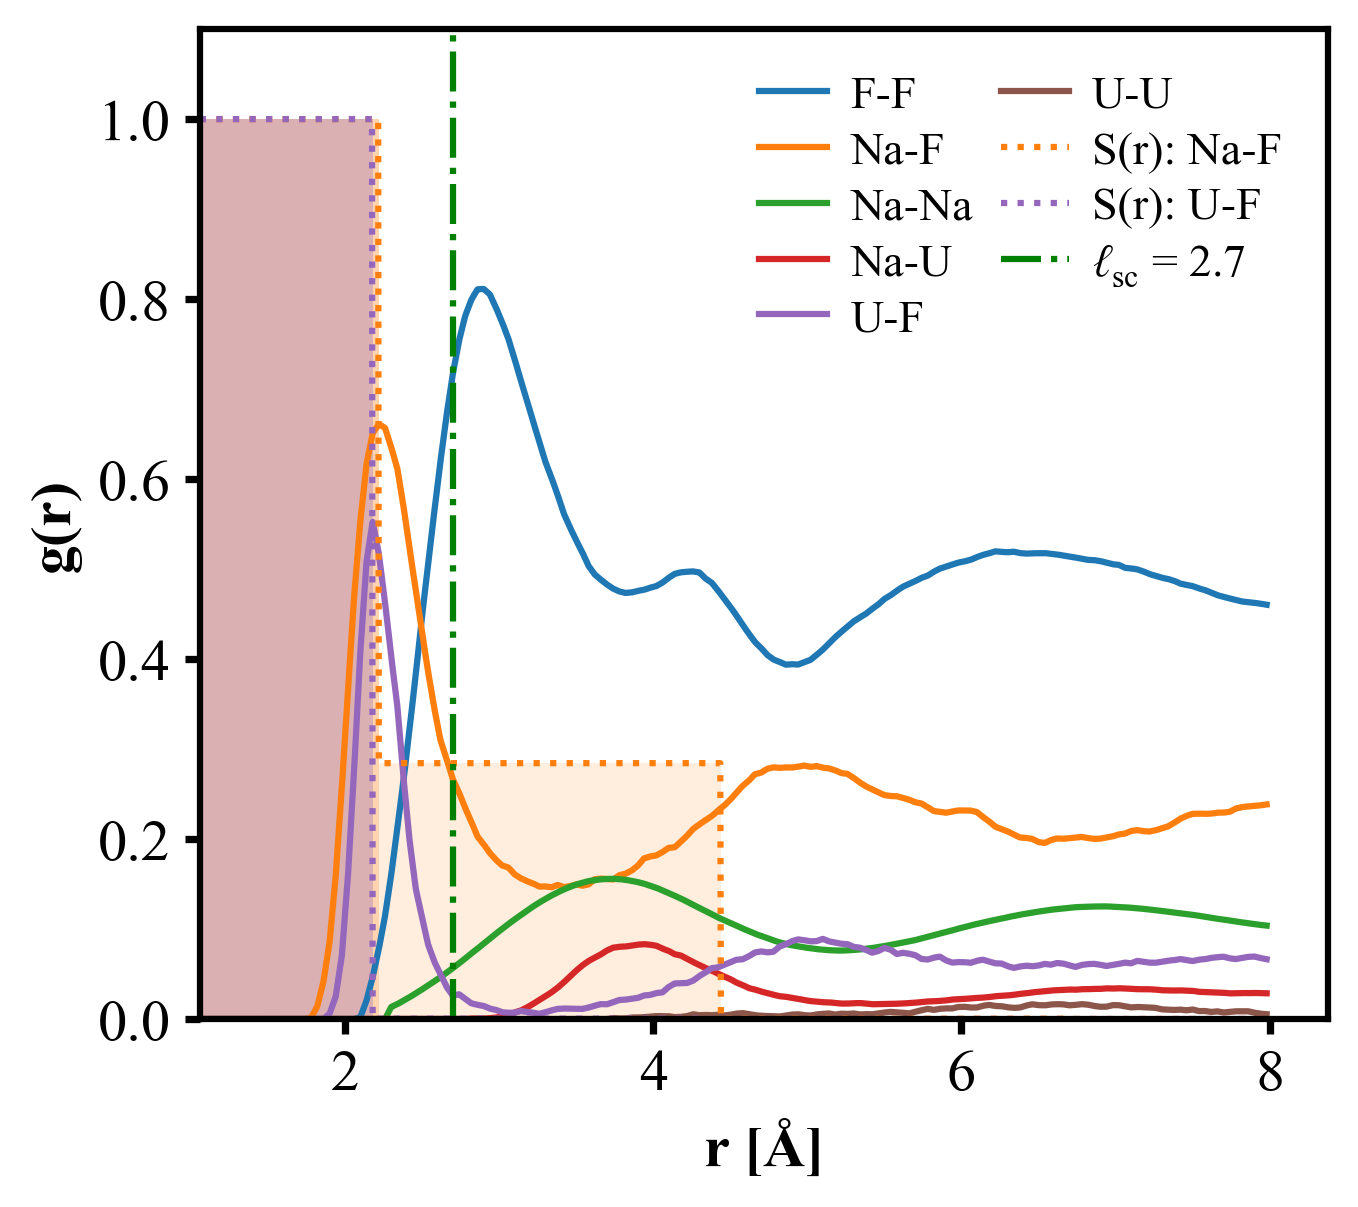 F-F
Na-F
Na-Na
Na-U
U-F
U-U
S(r): Na-F
S(r): U-F
ℓsc = 2.7
1.0
0.8
0.6
0.4
0.2
0.0
g(r)
2 4 6 8
r [Å]